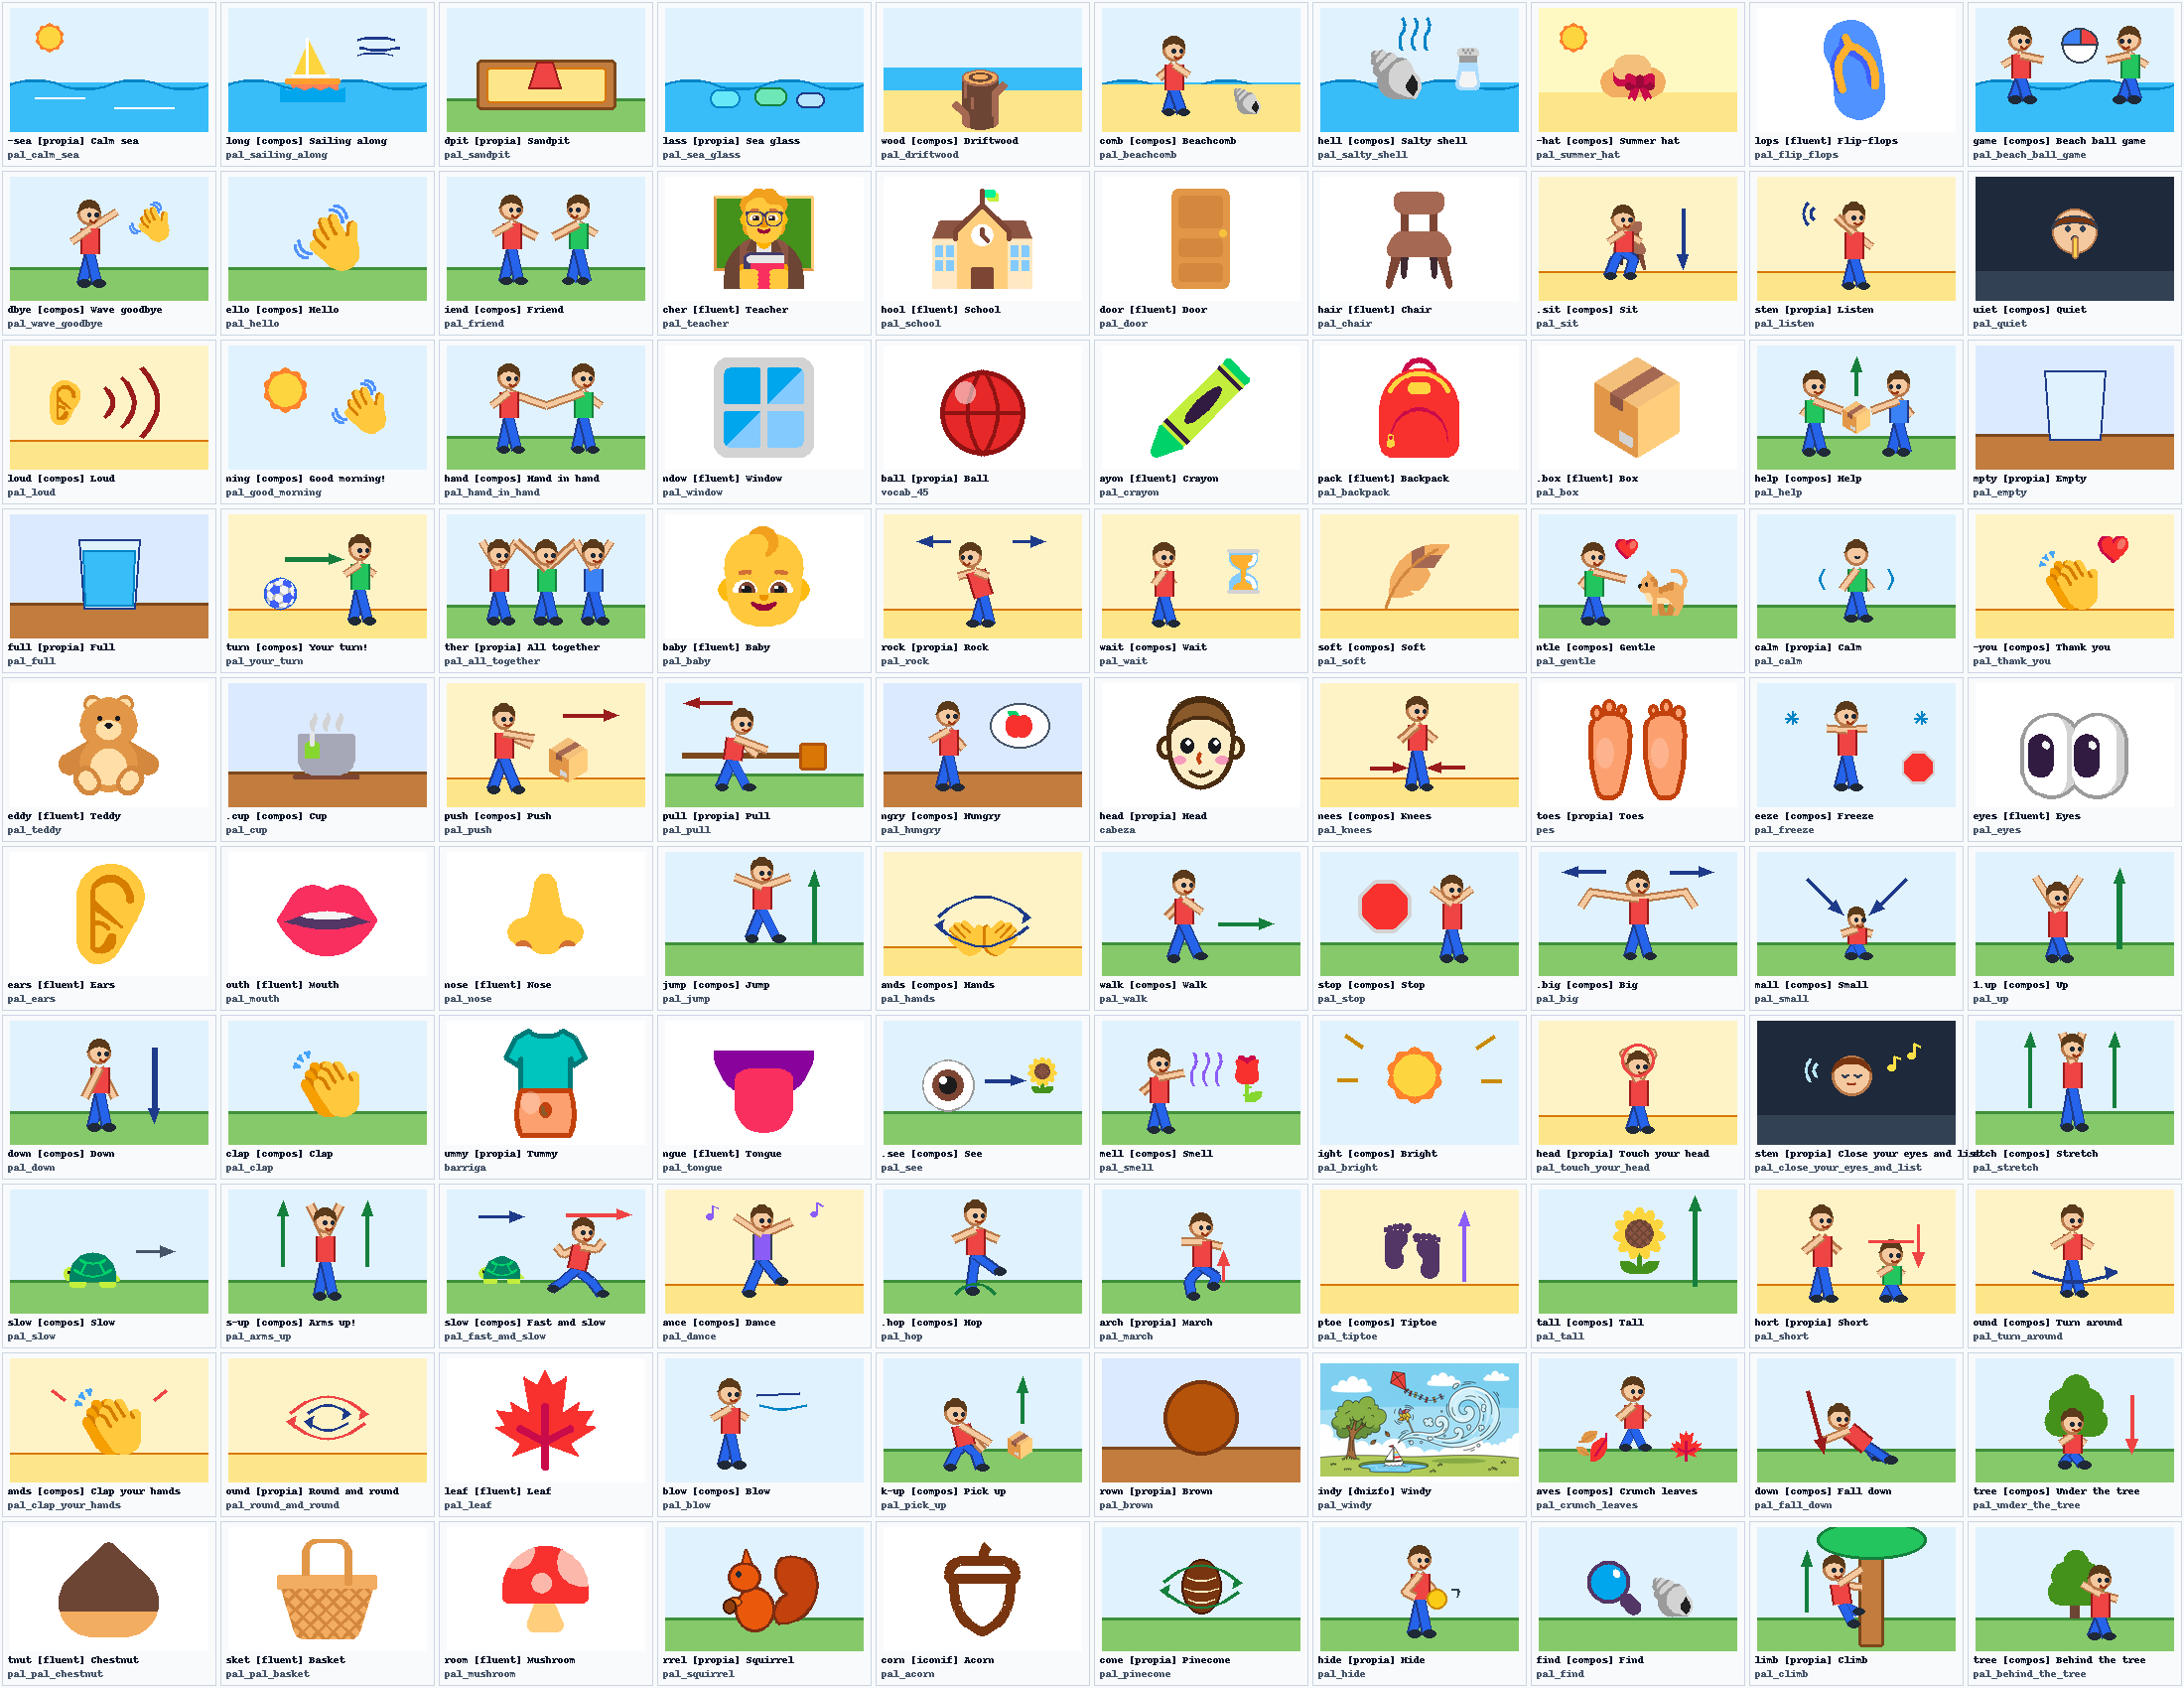 -sea [propia] Calm sea
pal_calm_sea
long [compos] Sailing along
pal_sailing_along
dpit [propia] Sandpit
pal_sandpit
lass [propia] Sea glass
pal_sea_glass
wood [compos] Driftwood
pal_driftwood
comb [compos] Beachcomb
pal_beachcomb
hell [compos] Salty shell
pal_salty_shell
-hat [compos] Summer hat
pal_summer_hat
lops [fluent] Flip-flops
pal_flip_flops
game [compos] Beach ball game
pal_beach_ball_game
dbye [compos] Wave goodbye
pal_wave_goodbye
ello [compos] Hello
pal_hello
iend [compos] Friend
pal_friend
cher [fluent] Teacher
pal_teacher
hool [fluent] School
pal_school
door [fluent] Door
pal_door
hair [fluent] Chair
pal_chair
.sit [compos] Sit
pal_sit
sten [propia] Listen
pal_listen
uiet [compos] Quiet
pal_quiet
loud [compos] Loud
pal_loud
ning [compos] Good morning!
pal_good_morning
hand [compos] Hand in hand
pal_hand_in_hand
ndow [fluent] Window
pal_window
ball [propia] Ball
vocab_45
ayon [fluent] Crayon
pal_crayon
pack [fluent] Backpack
pal_backpack
.box [fluent] Box
pal_box
help [compos] Help
pal_help
mpty [propia] Empty
pal_empty
full [propia] Full
pal_full
turn [compos] Your turn!
pal_your_turn
ther [propia] All together
pal_all_together
baby [fluent] Baby
pal_baby
rock [propia] Rock
pal_rock
wait [compos] Wait
pal_wait
soft [compos] Soft
pal_soft
ntle [compos] Gentle
pal_gentle
calm [propia] Calm
pal_calm
-you [compos] Thank you
pal_thank_you
eddy [fluent] Teddy
pal_teddy
.cup [compos] Cup
pal_cup
push [compos] Push
pal_push
pull [propia] Pull
pal_pull
ngry [compos] Hungry
pal_hungry
head [propia] Head
cabeza
nees [compos] Knees
pal_knees
toes [propia] Toes
pes
eeze [compos] Freeze
pal_freeze
eyes [fluent] Eyes
pal_eyes
ears [fluent] Ears
pal_ears
outh [fluent] Mouth
pal_mouth
nose [fluent] Nose
pal_nose
jump [compos] Jump
pal_jump
ands [compos] Hands
pal_hands
walk [compos] Walk
pal_walk
stop [compos] Stop
pal_stop
.big [compos] Big
pal_big
mall [compos] Small
pal_small
1.up [compos] Up
pal_up
down [compos] Down
pal_down
clap [compos] Clap
pal_clap
ummy [propia] Tummy
barriga
ngue [fluent] Tongue
pal_tongue
.see [compos] See
pal_see
mell [compos] Smell
pal_smell
ight [compos] Bright
pal_bright
head [propia] Touch your head
pal_touch_your_head
sten [propia] Close your eyes and list
pal_close_your_eyes_and_list
etch [compos] Stretch
pal_stretch
slow [compos] Slow
pal_slow
s-up [compos] Arms up!
pal_arms_up
slow [compos] Fast and slow
pal_fast_and_slow
ance [compos] Dance
pal_dance
.hop [compos] Hop
pal_hop
arch [propia] March
pal_march
ptoe [compos] Tiptoe
pal_tiptoe
tall [compos] Tall
pal_tall
hort [propia] Short
pal_short
ound [compos] Turn around
pal_turn_around
ands [compos] Clap your hands
pal_clap_your_hands
ound [propia] Round and round
pal_round_and_round
leaf [fluent] Leaf
pal_leaf
blow [compos] Blow
pal_blow
k-up [compos] Pick up
pal_pick_up
rown [propia] Brown
pal_brown
indy [dnizfo] Windy
pal_windy
aves [compos] Crunch leaves
pal_crunch_leaves
down [compos] Fall down
pal_fall_down
tree [compos] Under the tree
pal_under_the_tree
tnut [fluent] Chestnut
pal_pal_chestnut
sket [fluent] Basket
pal_pal_basket
room [fluent] Mushroom
pal_mushroom
rrel [propia] Squirrel
pal_squirrel
corn [iconif] Acorn
pal_acorn
cone [propia] Pinecone
pal_pinecone
hide [propia] Hide
pal_hide
find [compos] Find
pal_find
limb [propia] Climb
pal_climb
tree [compos] Behind the tree
pal_behind_the_tree